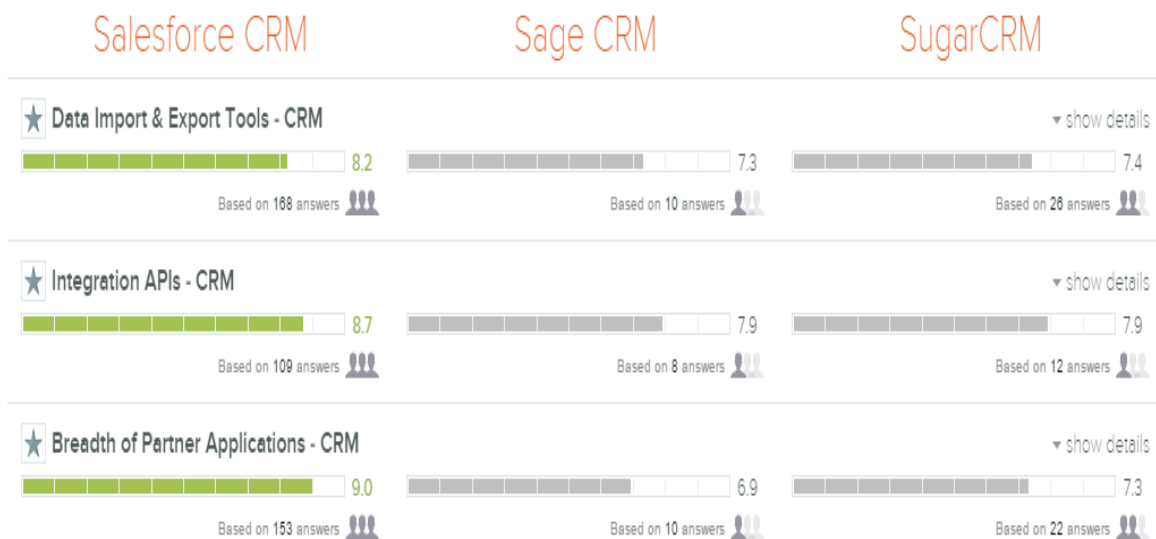 Salesforce CRM Sage CRM SugarCRM
Data Import & Export Tools - CRM ▾ show details
8.2 7.3 7.4
Based on 168 answers Based on 10 answers Based on 26 answers
Integration APIs - CRM ▾ show details
8.7 7.9 7.9
Based on 109 answers Based on 8 answers Based on 12 answers
Breadth of Partner Applications - CRM ▾ show details
9.0 6.9 7.3
Based on 153 answers Based on 10 answers Based on 22 answers